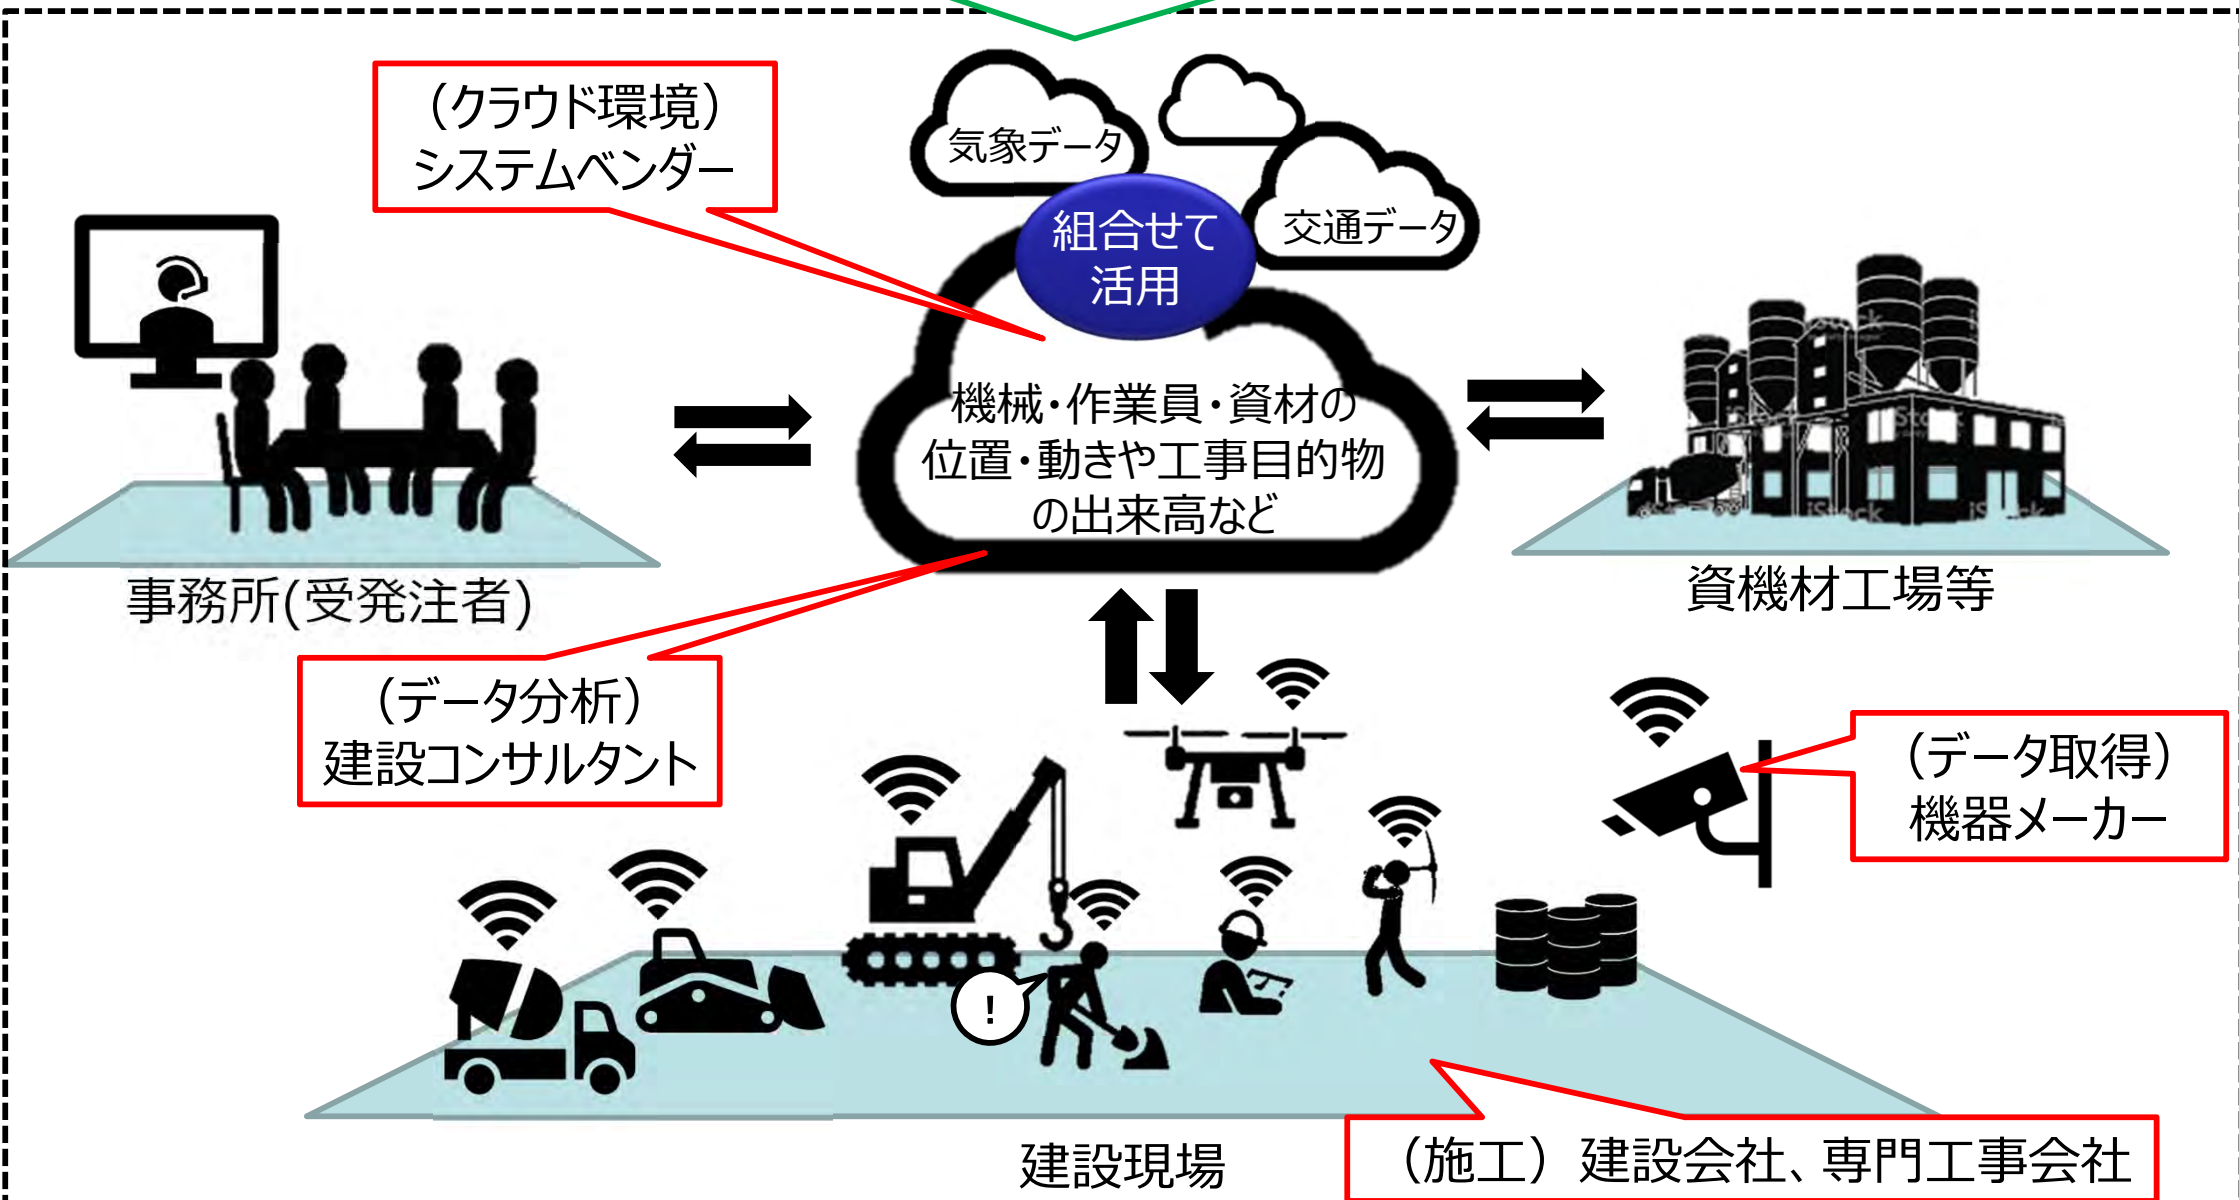 （クラウド環境）
システムベンダー
気象データ
交通データ
組合せて
活用
機械・作業員・資材の
位置・動きや工事目的物
の出来高など
事務所(受発注者)
資機材工場等
iStock
iStock
iStock
（データ分析）
建設コンサルタント
（データ取得）
機器メーカー
!
建設現場
（施工）建設会社、専門工事会社